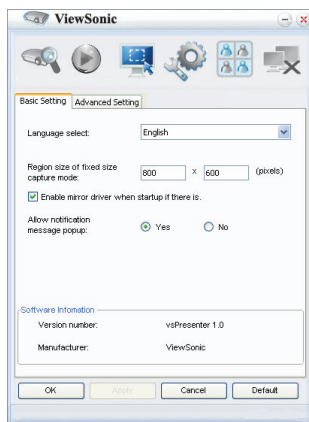 ViewSonic
Basic Setting Advanced Setting
Language select: English
Region size of fixed size
capture mode: 800 x 600 (pixels)
Enable mirror driver when startup if there is.
Allow notification
message popup: Yes No
Software Infomation
Version number: vsPresenter 1.0
Manufacturer: ViewSonic
OK Apply Cancel Default